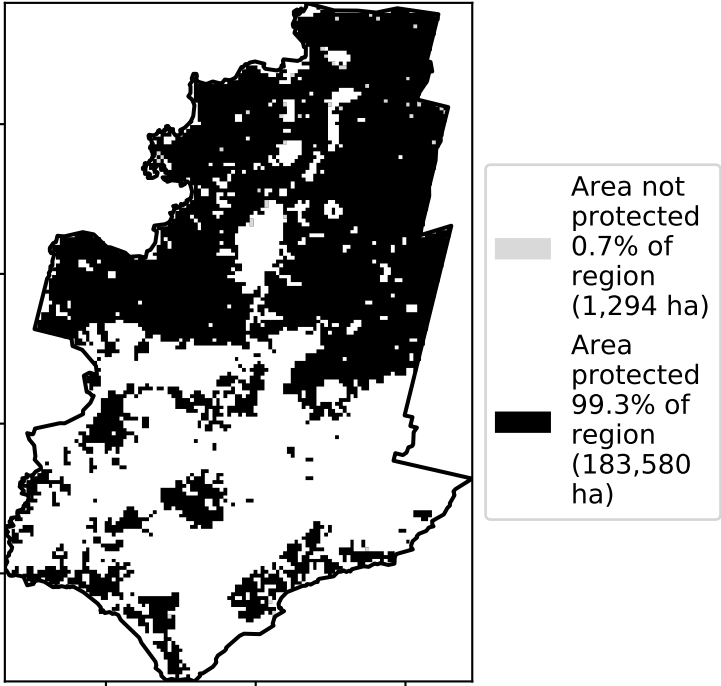 Area not
protected
0.7% of
region
(1,294 ha)
Area
protected
99.3% of
region
(183,580
ha)